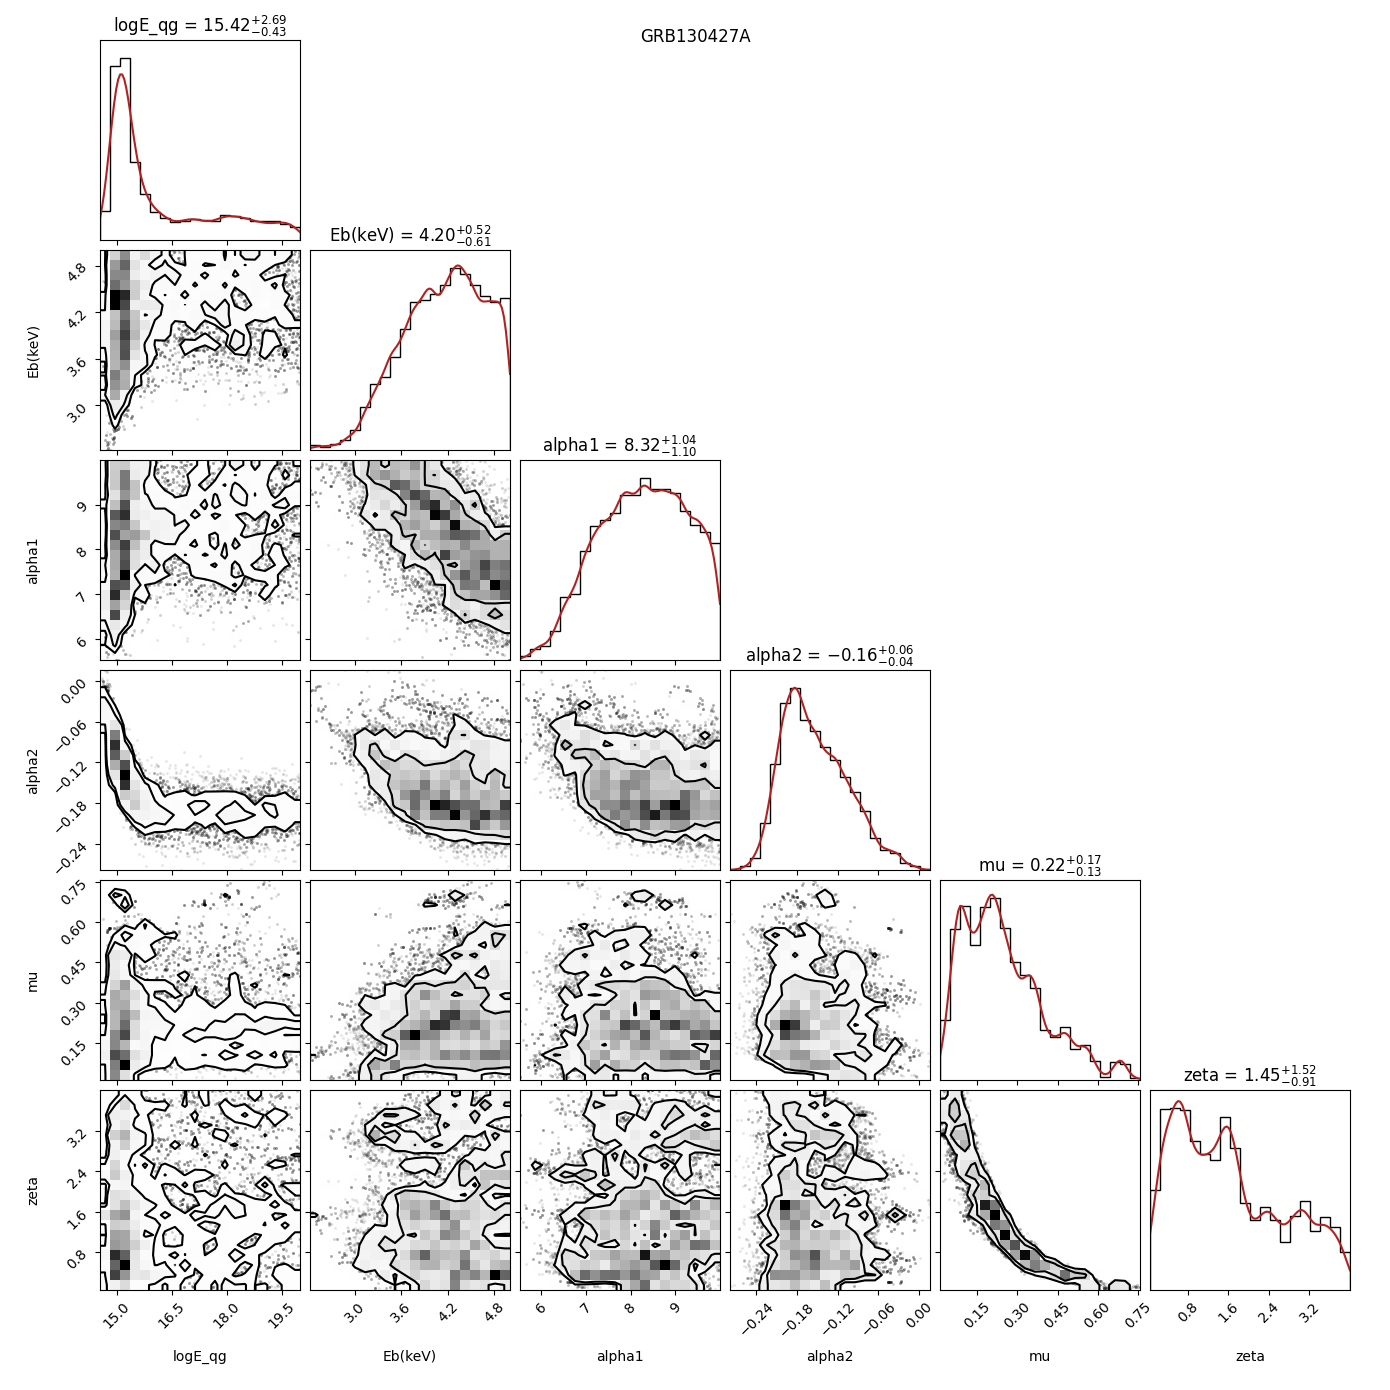 GRB130427A
logE_qg = 15.42+2.69−0.43
Eb(keV) = 4.20+0.52−0.61
Eb(keV)
4.8
4.2
3.6
3.0
alpha1 = 8.32+1.04−1.10
alpha1
9
8
7
6
alpha2 = −0.16+0.06−0.04
alpha2
0.00
−0.06
−0.12
−0.18
−0.24
mu = 0.22+0.17−0.13
mu
0.75
0.60
0.45
0.30
0.15
zeta = 1.45+1.52−0.91
zeta
3.2
2.4
1.6
0.8
15.0 16.5 18.0 19.5 3.0 3.6 4.2 4.8 6 7 8 9 −0.24 −0.18 −0.12 −0.06 0.00 0.15 0.30 0.45 0.60 0.75 0.8 1.6 2.4 3.2
logE_qg Eb(keV) alpha1 alpha2 mu zeta